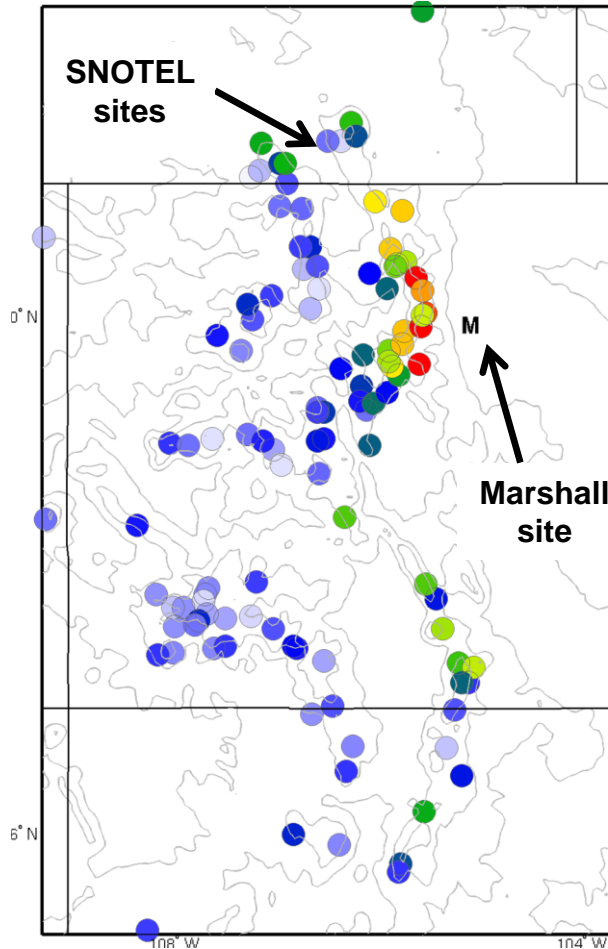 SNOTEL
sites
0° N
M
Marshall
site
6° N
108° W
104° W